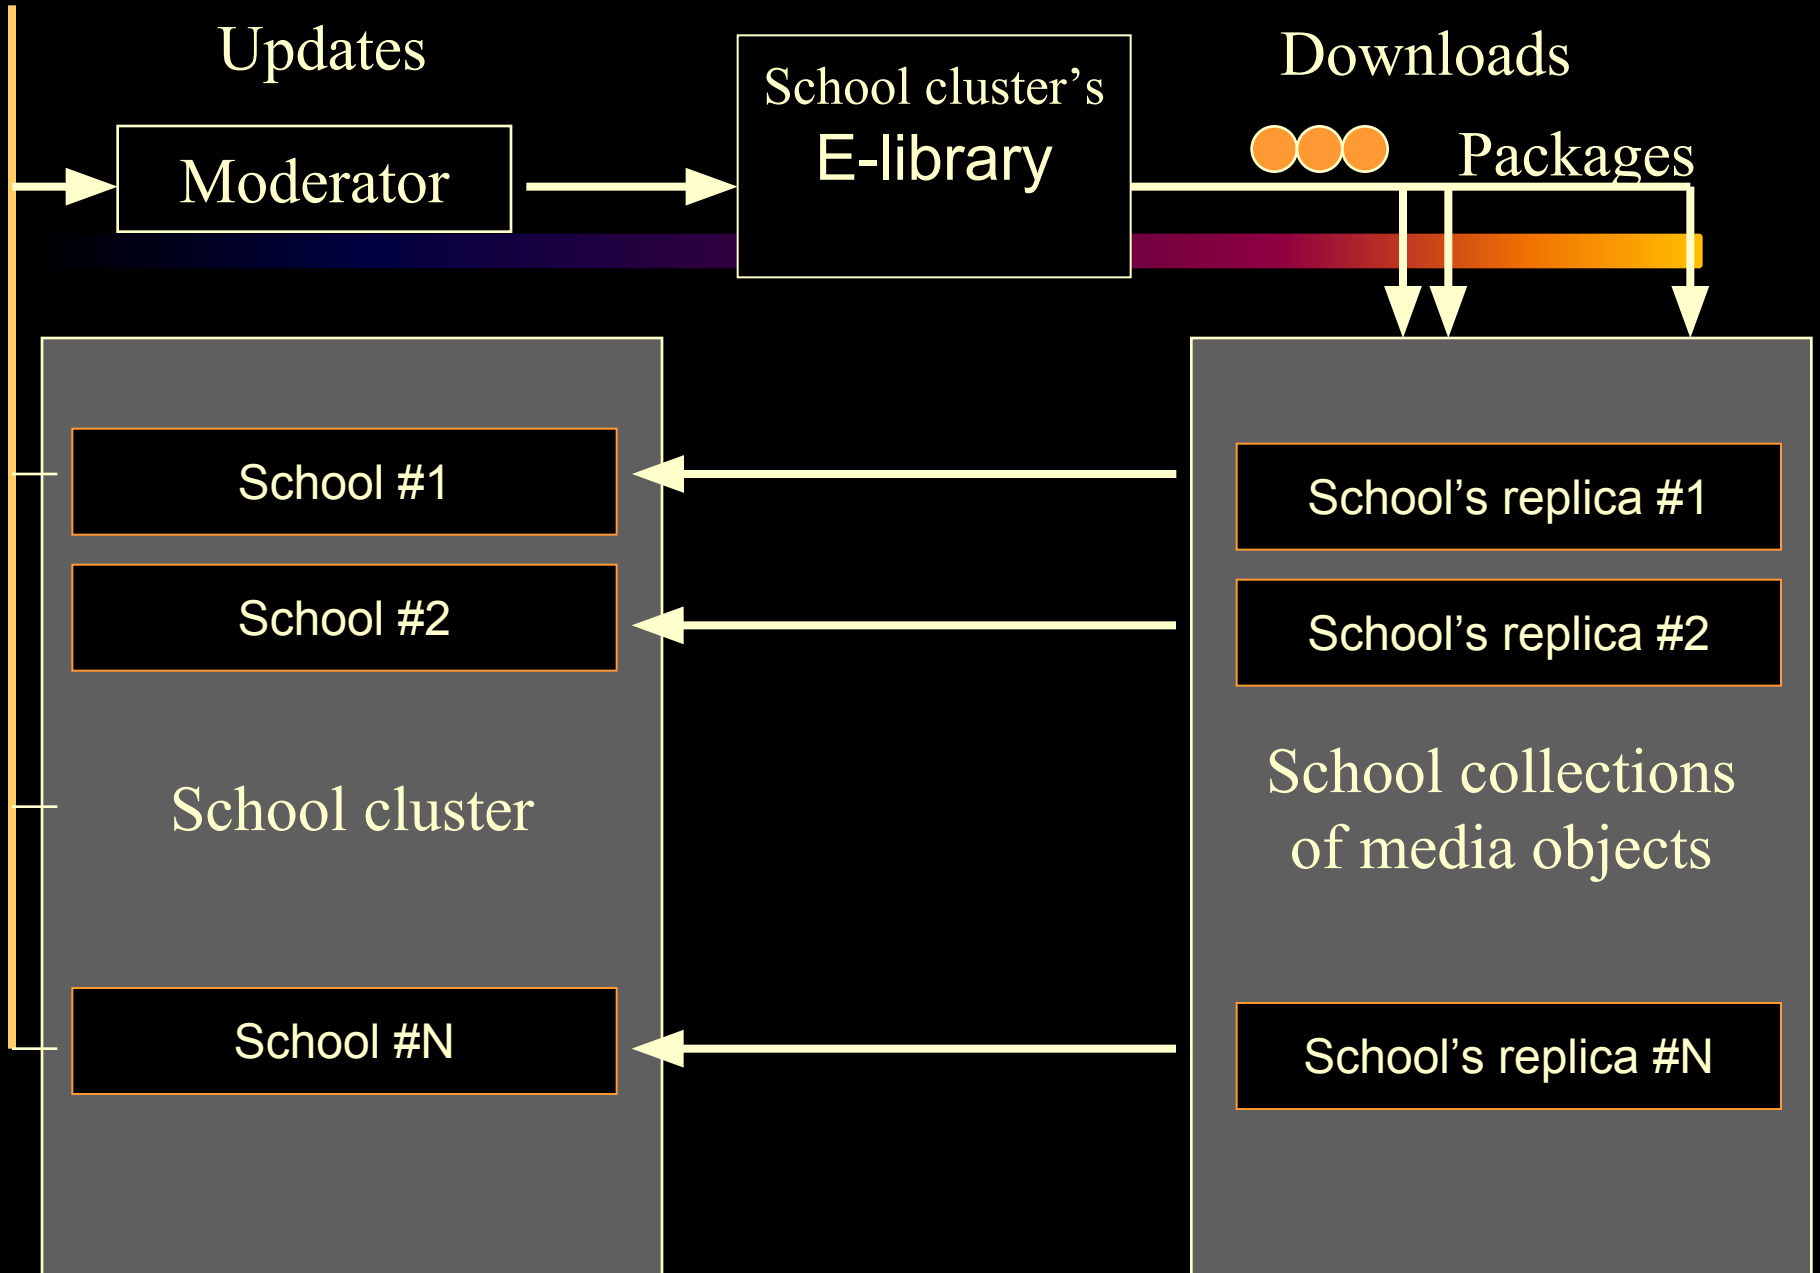 Updates
Moderator
School cluster’s
E-library
Downloads
Packages
School #1
School #2
School cluster
School #N
School’s replica #1
School’s replica #2
School collections
of media objects
School’s replica #N